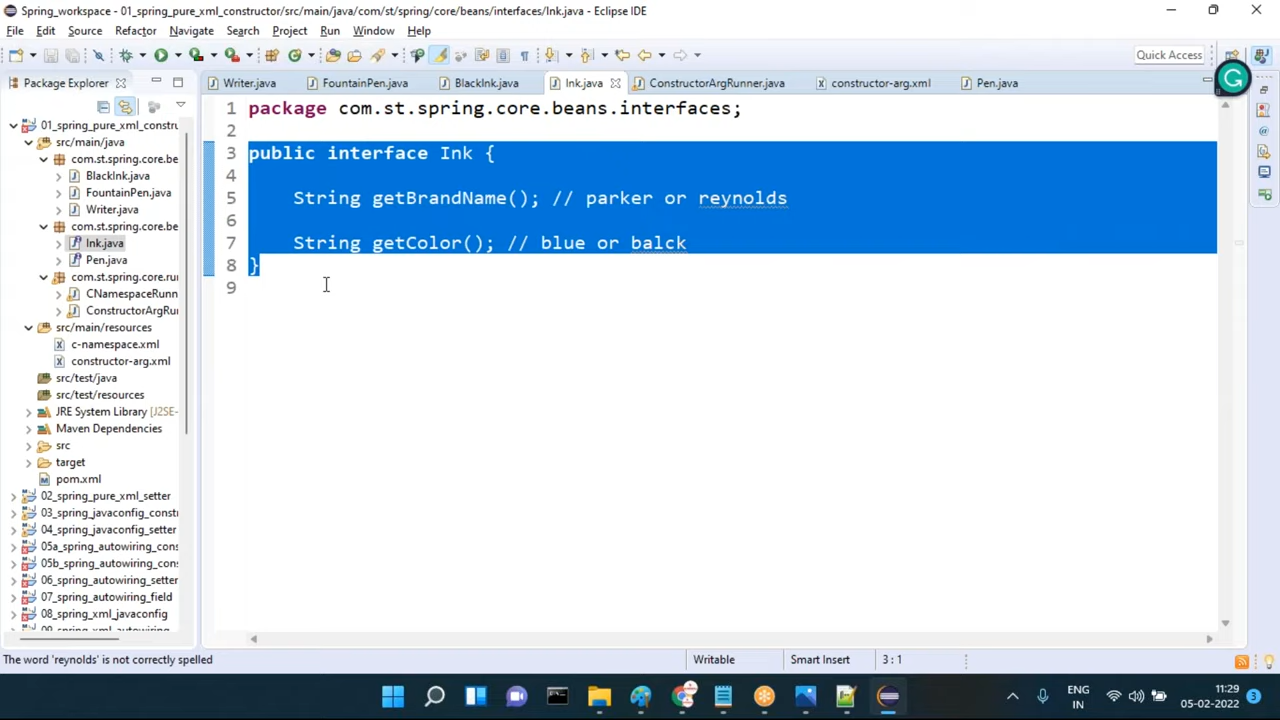 Spring_workspace - 01_spring_pure_xml_constructor/src/main/java/com/st/spring/core/beans/interfaces/Ink.java - Eclipse IDE
File Edit Source Refactor Navigate Search Project Run Window Help
Quick Access
Package Explorer
Writer.java FountainPen.java BlackInk.java Ink.java ConstructorArgRunner.java constructor-arg.xml Pen.java
01_spring_pure_xml_constru
src/main/java
com.st.spring.core.be
BlackInk.java
FountainPen.java
Writer.java
com.st.spring.core.be
Ink.java
Pen.java
com.st.spring.core.ru
CNamespaceRunn
ConstructorArgRu
src/main/resources
c-namespace.xml
constructor-arg.xml
src/test/java
src/test/resources
JRE System Library [J2SE-
Maven Dependencies
src
target
pom.xml
02_spring_pure_xml_setter
03_spring_javaconfig_constr
04_spring_javaconfig_setter
05a_spring_autowiring_cons
05b_spring_autowiring_cons
06_spring_autowiring_setter
07_spring_autowiring_field
08_spring_xml_javaconfig
09_spring_xml_autowiring
1 package com.st.spring.core.beans.interfaces;
2
3 public interface Ink {
4
5 String getBrandName(); // parker or reynolds
6
7 String getColor(); // blue or balck
8 }
9
The word 'reynolds' is not correctly spelled Writable Smart Insert 3 : 1
ENG
IN
11:29
05-02-2022
3